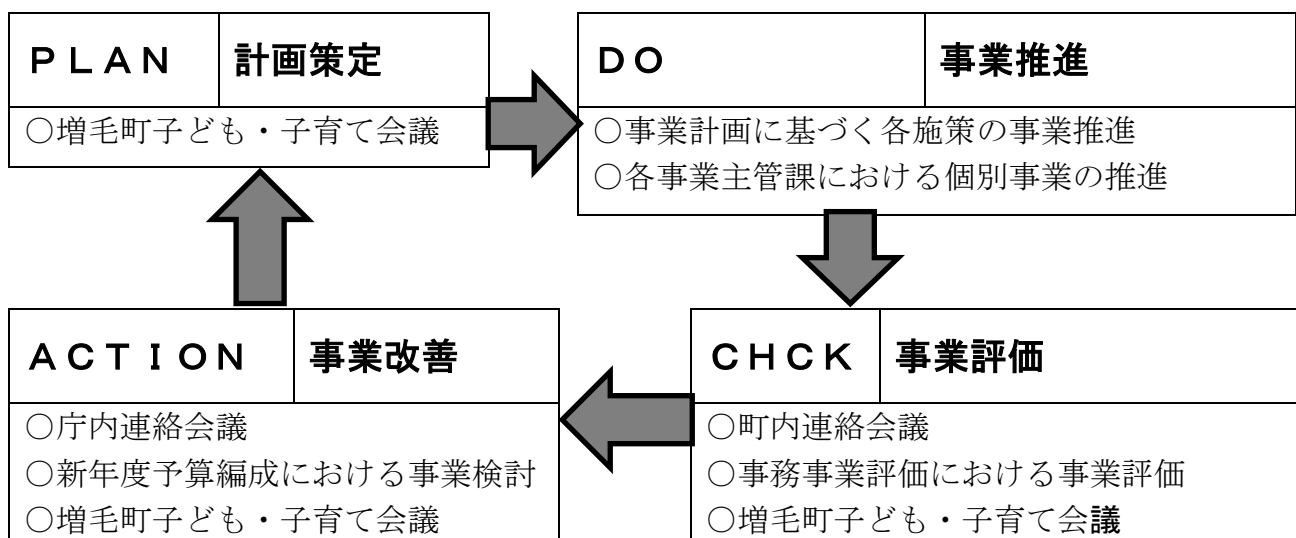 ＰＬＡＮ 計画策定
○増毛町子ども・子育て会議
ＤＯ 事業推進
○事業計画に基づく各施策の事業推進
○各事業主管課における個別事業の推進
ＣＨＣＫ 事業評価
○町内連絡会議
○事務事業評価における事業評価
○増毛町子ども・子育て会議
ＡＣＴＩＯＮ 事業改善
○庁内連絡会議
○新年度予算編成における事業検討
○増毛町子ども・子育て会議